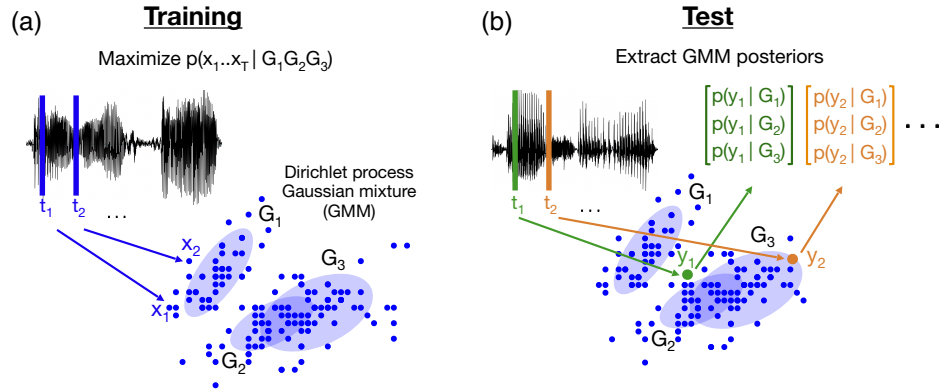 (a)
Training
Maximize p(x₁..x_T | G₁G₂G₃)
t₁
t₂
...
Dirichlet process
Gaussian mixture
(GMM)
G₁
x₂
G₃
x₁
G₂
(b)
Test
Extract GMM posteriors
p(y₁ | G₁)
p(y₁ | G₂)
p(y₁ | G₃)
p(y₂ | G₁)
p(y₂ | G₂)
p(y₂ | G₃)
...
t₁
t₂
...
G₁
G₃
y₁
y₂
G₂